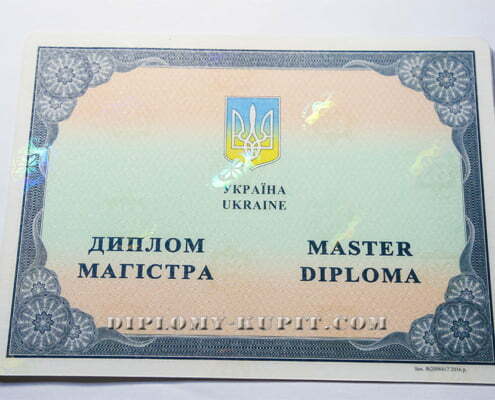 УКРАЇНА
UKRAINE
ДИПЛОМ
МАГІСТРА
MASTER
DIPLOMA
DIPLOMY-KUPIT.COM